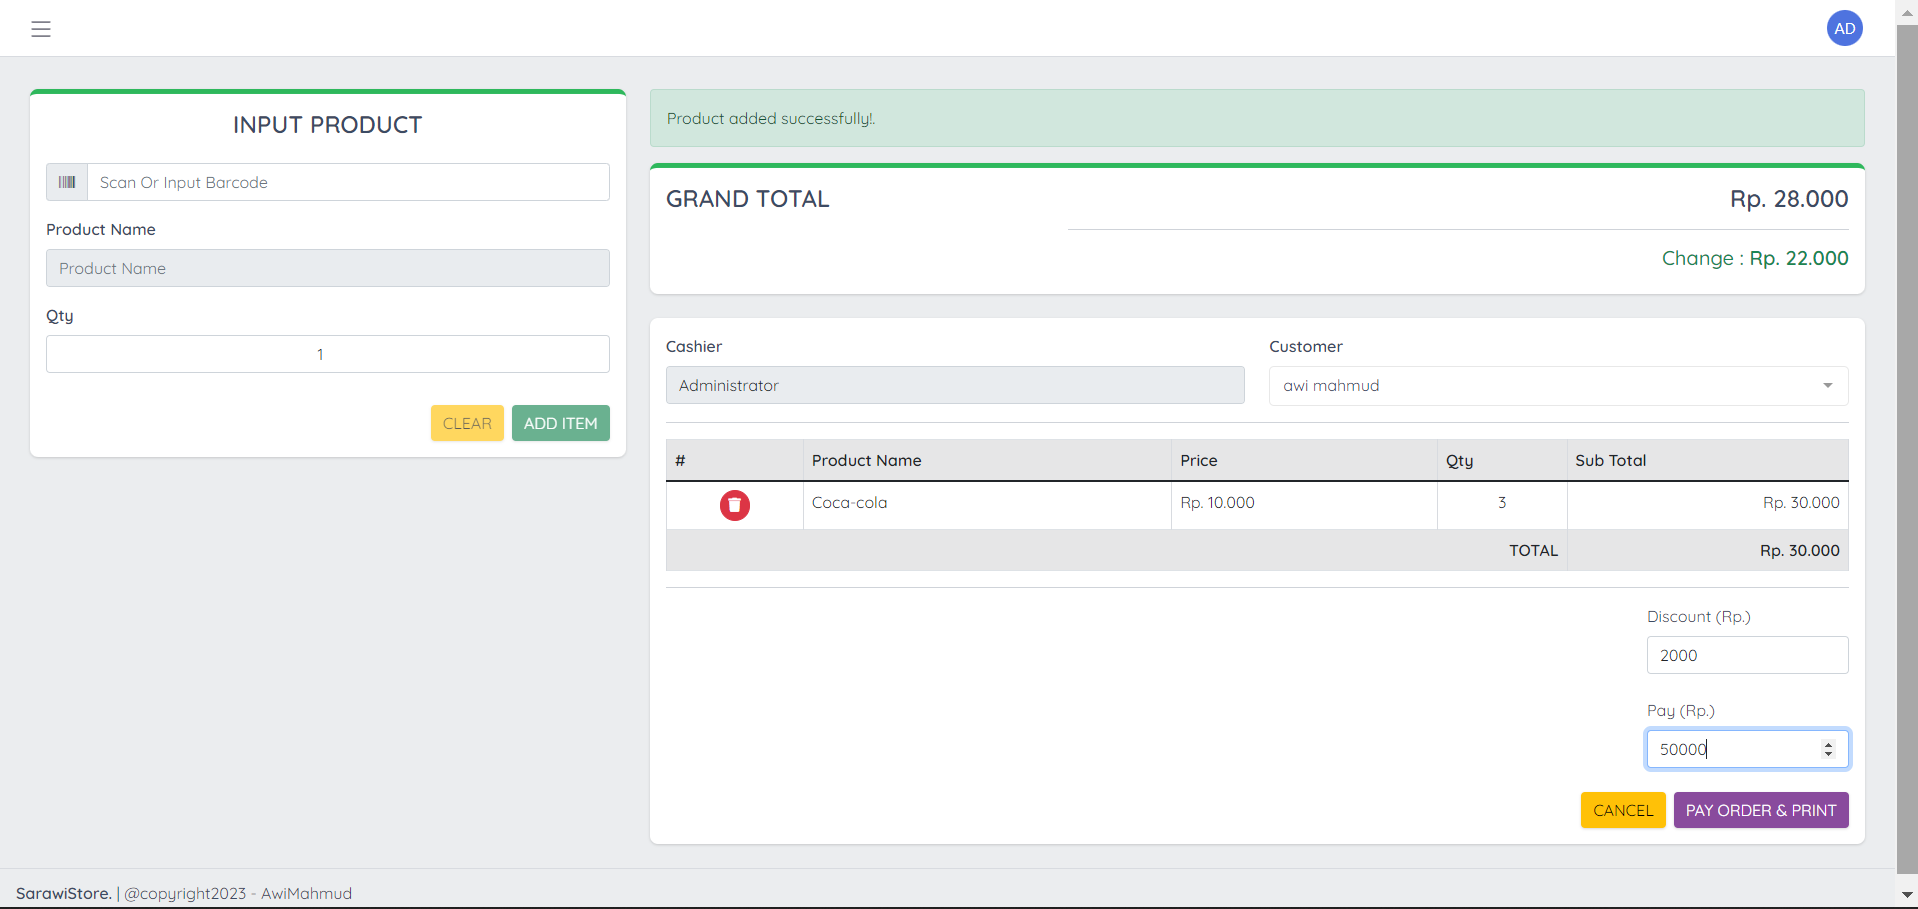 AD
INPUT PRODUCT
Scan Or Input Barcode
Product Name
Product Name
Qty
1
CLEAR ADD ITEM
Product added successfully!.
GRAND TOTAL Rp. 28.000
Change : Rp. 22.000
Cashier Customer
Administrator awi mahmud
# Product Name Price Qty Sub Total
Coca-cola Rp. 10.000 3 Rp. 30.000
TOTAL Rp. 30.000
Discount (Rp.)
2000
Pay (Rp.)
50000
CANCEL PAY ORDER & PRINT
SarawiStore. | @copyright2023 - AwiMahmud